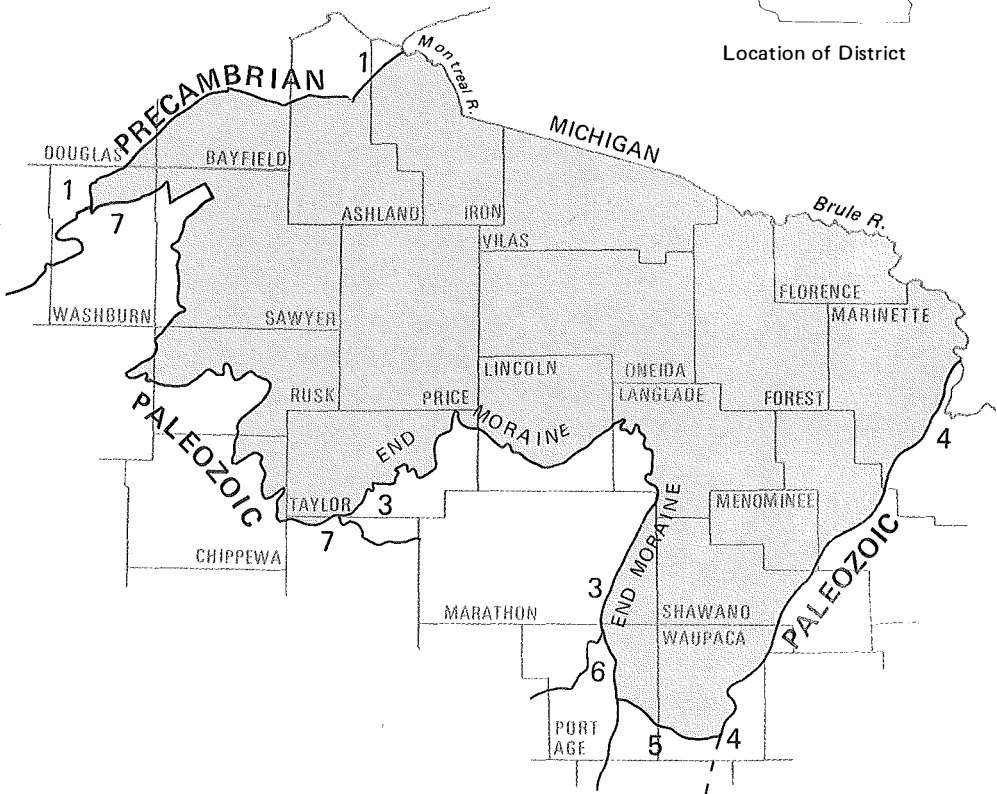 Location of District
Montreal R.
1
PRECAMBRIAN
MICHIGAN
DOUGLAS
BAYFIELD
1
7
ASHLAND
IRON
Brule R.
VILAS
FLORENCE
WASHBURN
SAWYER
MARINETTE
LINCOLN
ONEIDA
RUSK
PRICE
LANGLADE
FOREST
PALEOZOIC
END MORAINE
4
TAYLOR
3
MENOMINEE
7
CHIPPEWA
END MORAINE
PALEOZOIC
3
MARATHON
SHAWANO
WAUPACA
6
PORT
AGE
5
4